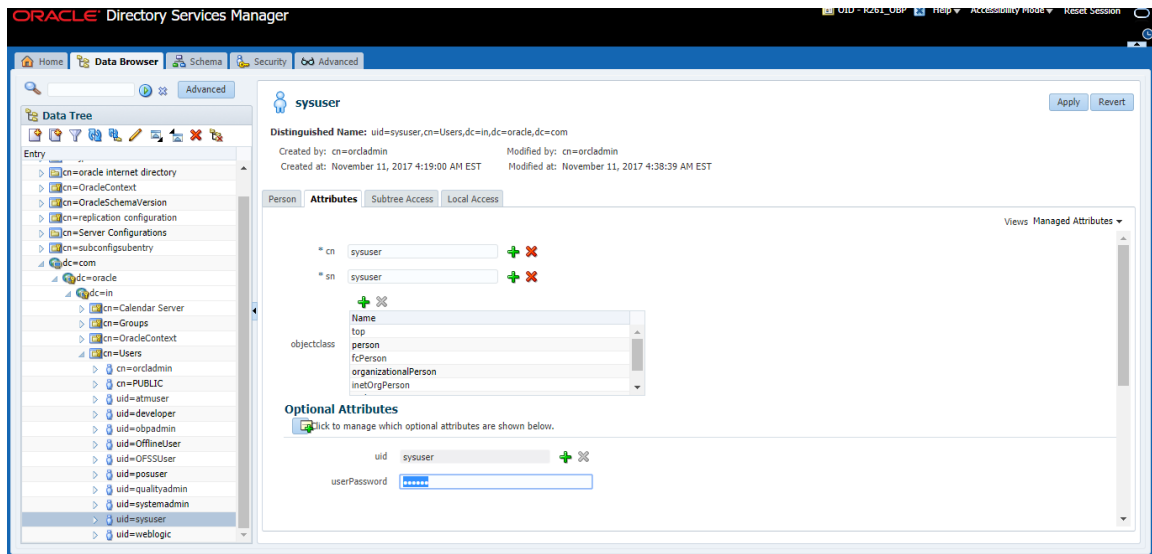 ORACLE Directory Services Manager
OID - R261_OBP Help Accessibility Mode Reset Session
Home Data Browser Schema Security Advanced
Advanced
Data Tree
Entry
cn=oracle internet directory
cn=OracleContext
cn=OracleSchemaVersion
cn=replication configuration
cn=Server Configurations
cn=subconfigsubentry
dc=com
dc=oracle
dc=in
cn=Calendar Server
cn=Groups
cn=OracleContext
cn=Users
cn=orcladmin
cn=PUBLIC
uid=atmuser
uid=developer
uid=obpadmin
uid=OfflineUser
uid=OFSSUser
uid=posuser
uid=qualityadmin
uid=systemadmin
uid=sysuser
uid=weblogic
sysuser
Apply Revert
Distinguished Name: uid=sysuser,cn=Users,dc=in,dc=oracle,dc=com
Created by: cn=orcladmin Modified by: cn=orcladmin
Created at: November 11, 2017 4:19:00 AM EST Modified at: November 11, 2017 4:38:39 AM EST
Person Attributes Subtree Access Local Access
Views Managed Attributes
* cn sysuser
* sn sysuser
objectclass
Name
top
person
fcPerson
organizationalPerson
inetOrgPerson
Optional Attributes
Click to manage which optional attributes are shown below.
uid sysuser
userPassword ••••••